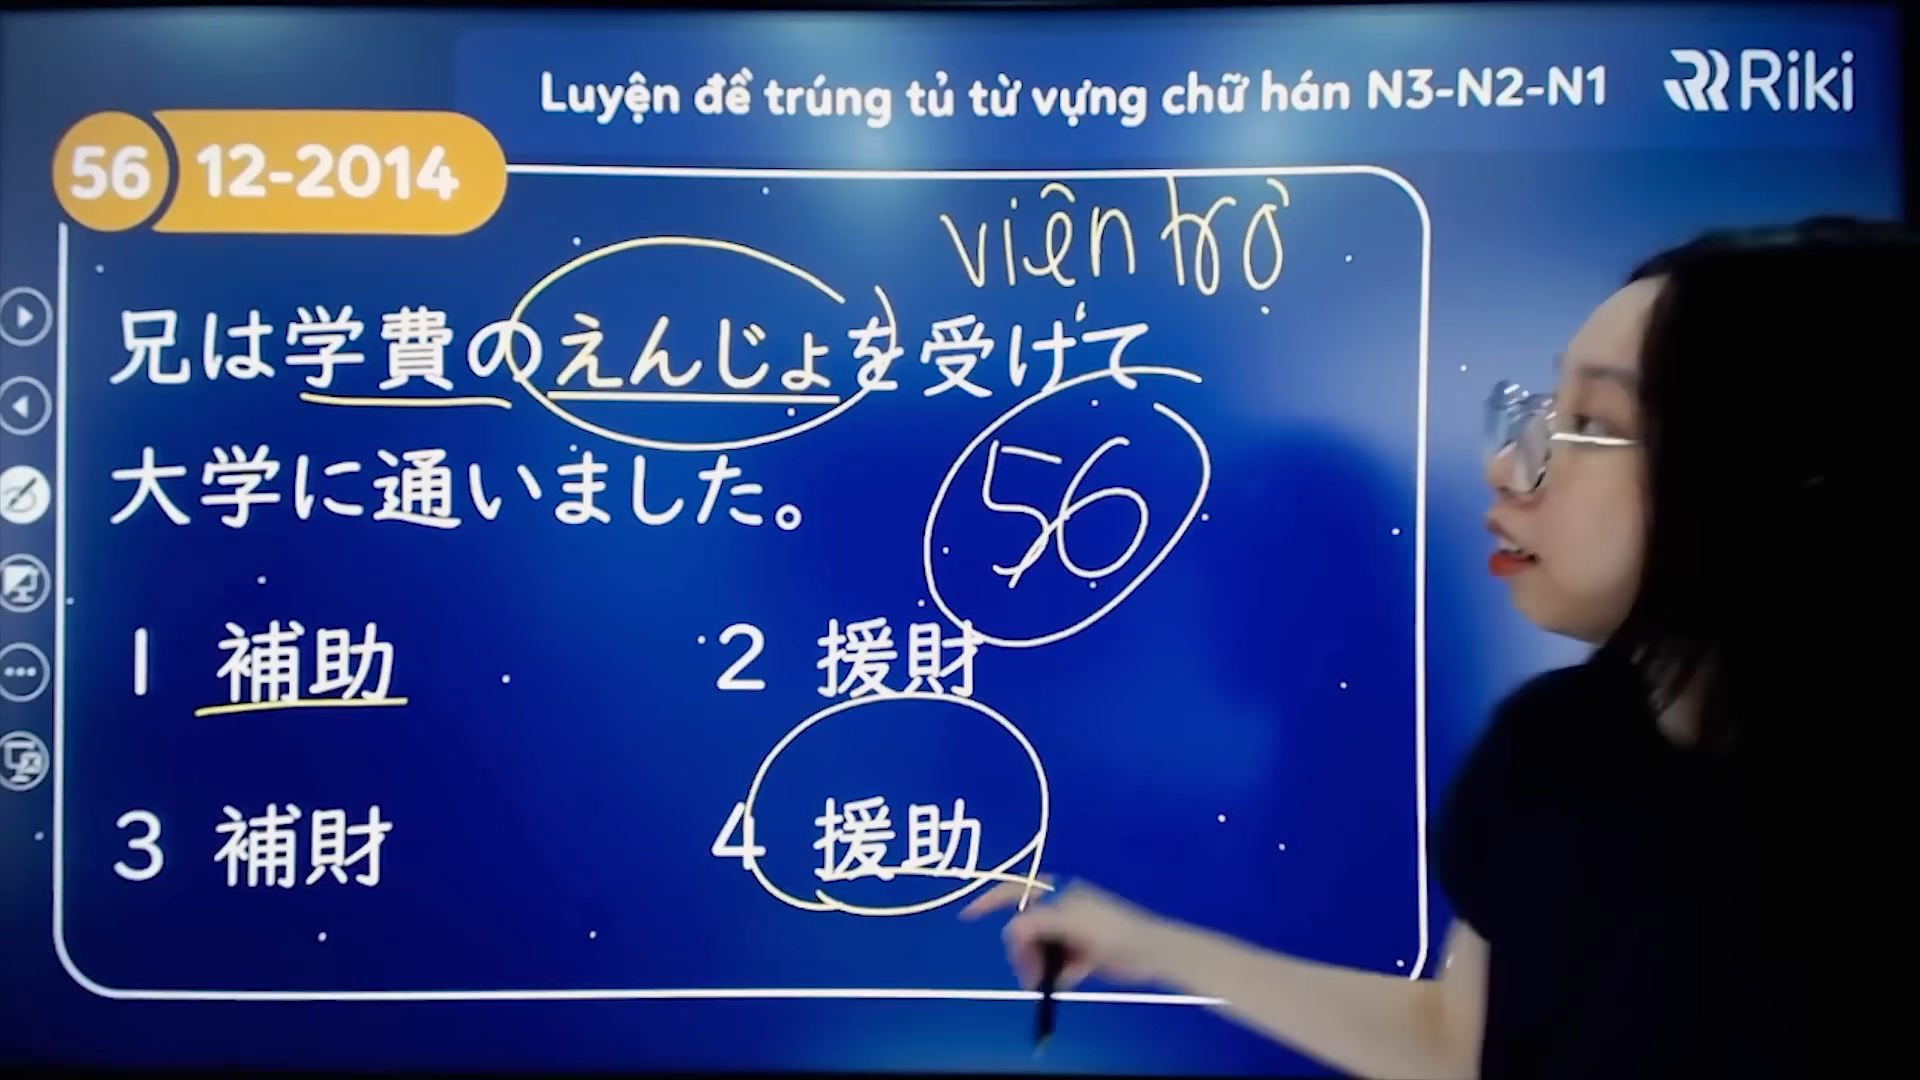 Luyện đề trúng tủ từ vựng chữ hán N3-N2-N1
Riki
56 12-2014
viện trợ
兄は学費のえんじょを受けて
大学に通いました。
56
1 補助
2 援財
3 補財
4 援助